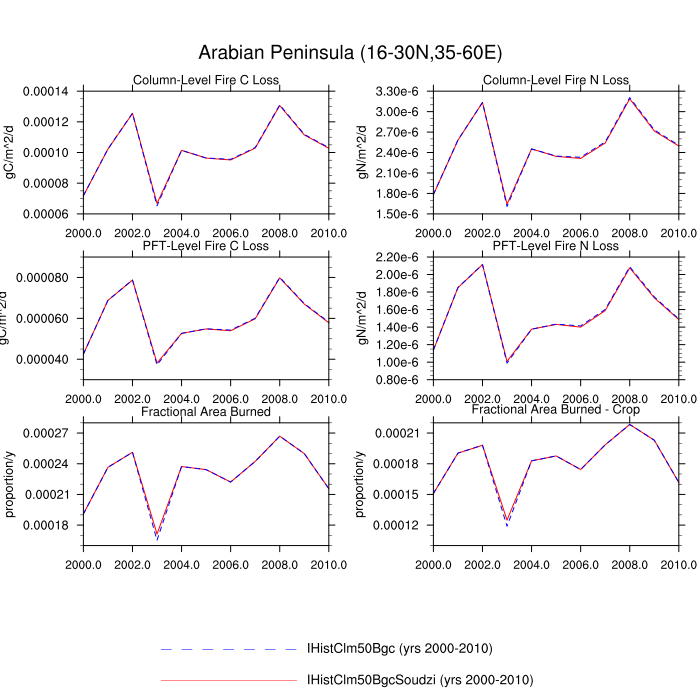 Arabian Peninsula (16-30N,35-60E)
Column-Level Fire C Loss
Column-Level Fire N Loss
gC/m^2/d
0.00014
0.00012
0.00010
0.00008
0.00006
2000.0 2002.0 2004.0 2006.0 2008.0 2010.0
gN/m^2/d
3.30e-6
3.00e-6
2.70e-6
2.40e-6
2.10e-6
1.80e-6
1.50e-6
2000.0 2002.0 2004.0 2006.0 2008.0 2010.0
PFT-Level Fire C Loss
PFT-Level Fire N Loss
gC/m^2/d
0.000080
0.000060
0.000040
2000.0 2002.0 2004.0 2006.0 2008.0 2010.0
gN/m^2/d
2.20e-6
2.00e-6
1.80e-6
1.60e-6
1.40e-6
1.20e-6
1.00e-6
0.80e-6
2000.0 2002.0 2004.0 2006.0 2008.0 2010.0
Fractional Area Burned
Fractional Area Burned - Crop
proportion/y
0.00027
0.00024
0.00021
0.00018
2000.0 2002.0 2004.0 2006.0 2008.0 2010.0
proportion/y
0.00021
0.00018
0.00015
0.00012
2000.0 2002.0 2004.0 2006.0 2008.0 2010.0
IHistClm50Bgc (yrs 2000-2010)
IHistClm50BgcSoudzi (yrs 2000-2010)